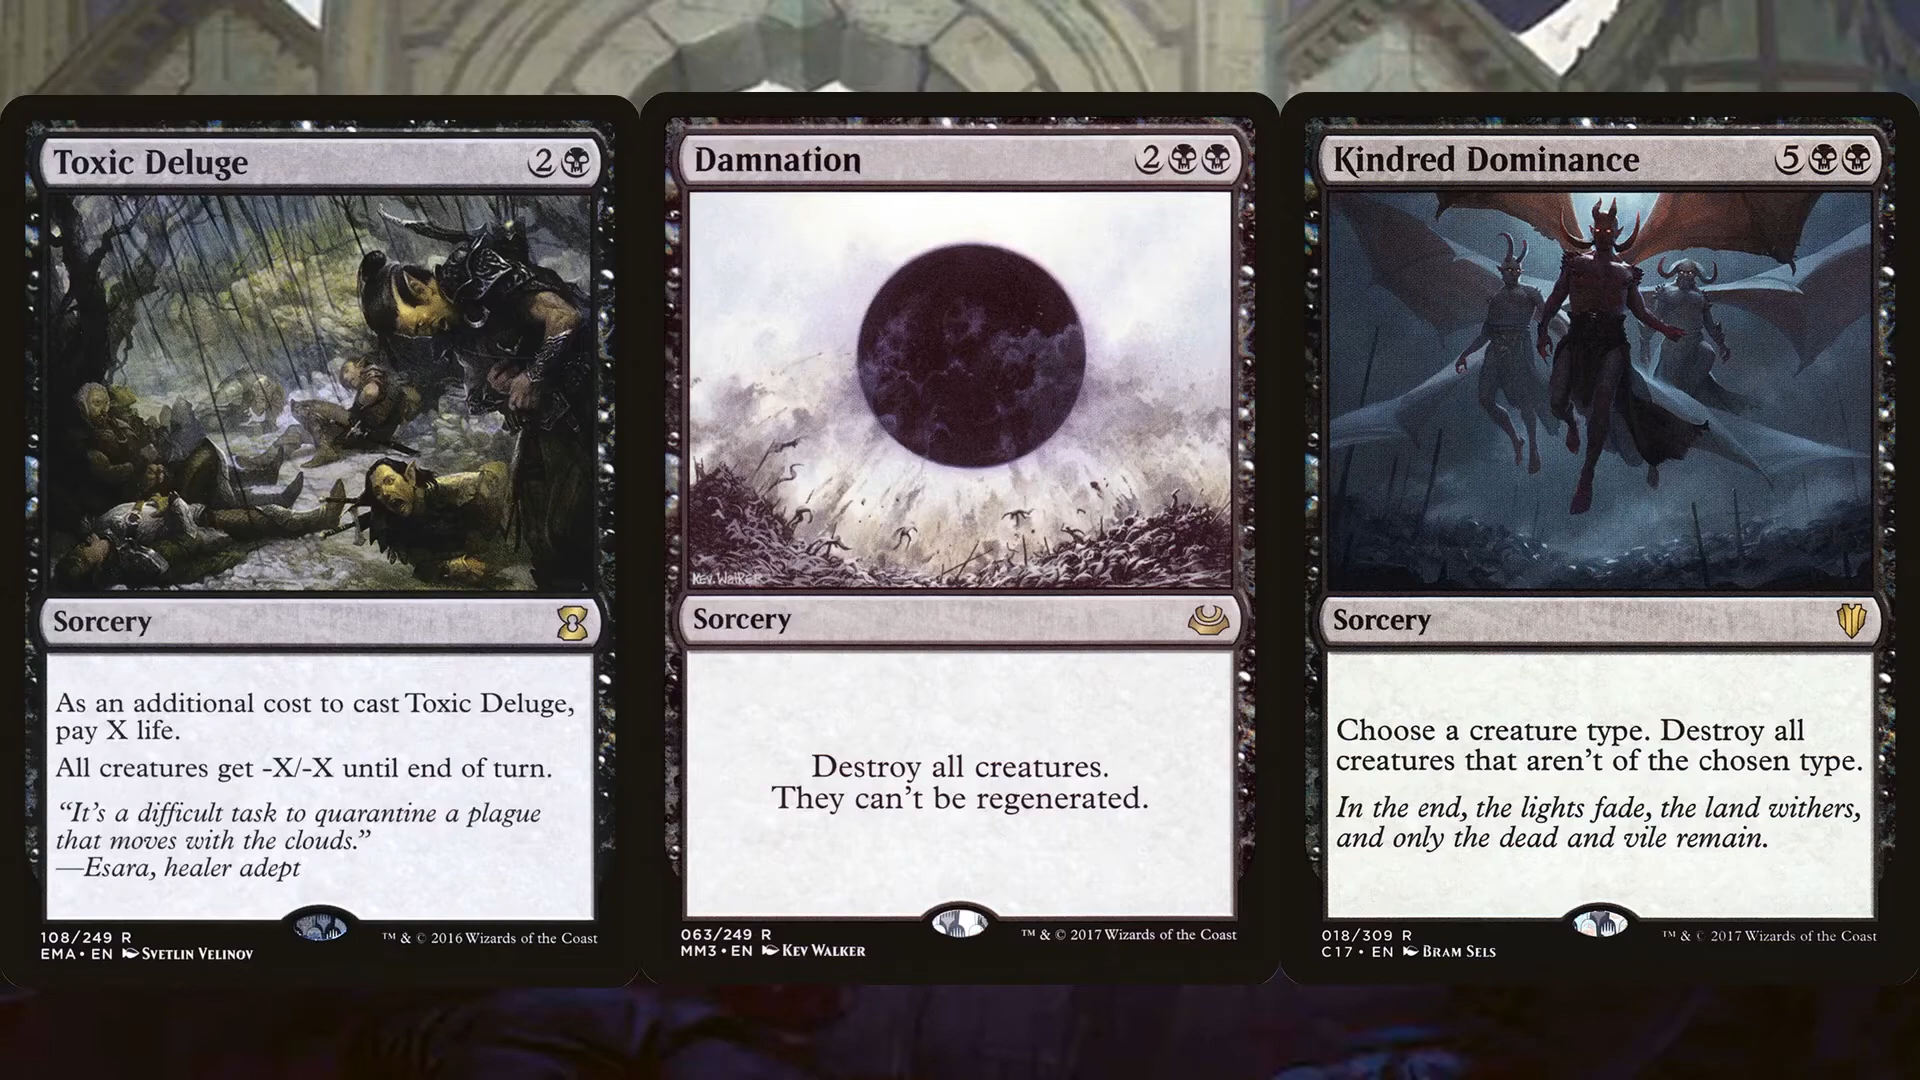 Toxic Deluge 2
Sorcery
As an additional cost to cast Toxic Deluge,
pay X life.
All creatures get -X/-X until end of turn.
“It’s a difficult task to quarantine a plague
that moves with the clouds.”
—Esara, healer adept
108/249 R
EMA • EN Svetlin Velinov
™ & © 2016 Wizards of the Coast
Damnation 2
Kev. Walker
Sorcery
Destroy all creatures.
They can’t be regenerated.
063/249 R
MM3 • EN Kev Walker
™ & © 2017 Wizards of the Coast
Kindred Dominance 5
Sorcery
Choose a creature type. Destroy all
creatures that aren’t of the chosen type.
In the end, the lights fade, the land withers,
and only the dead and vile remain.
018/309 R
C17 • EN Bram Sels
™ & © 2017 Wizards of the Coast